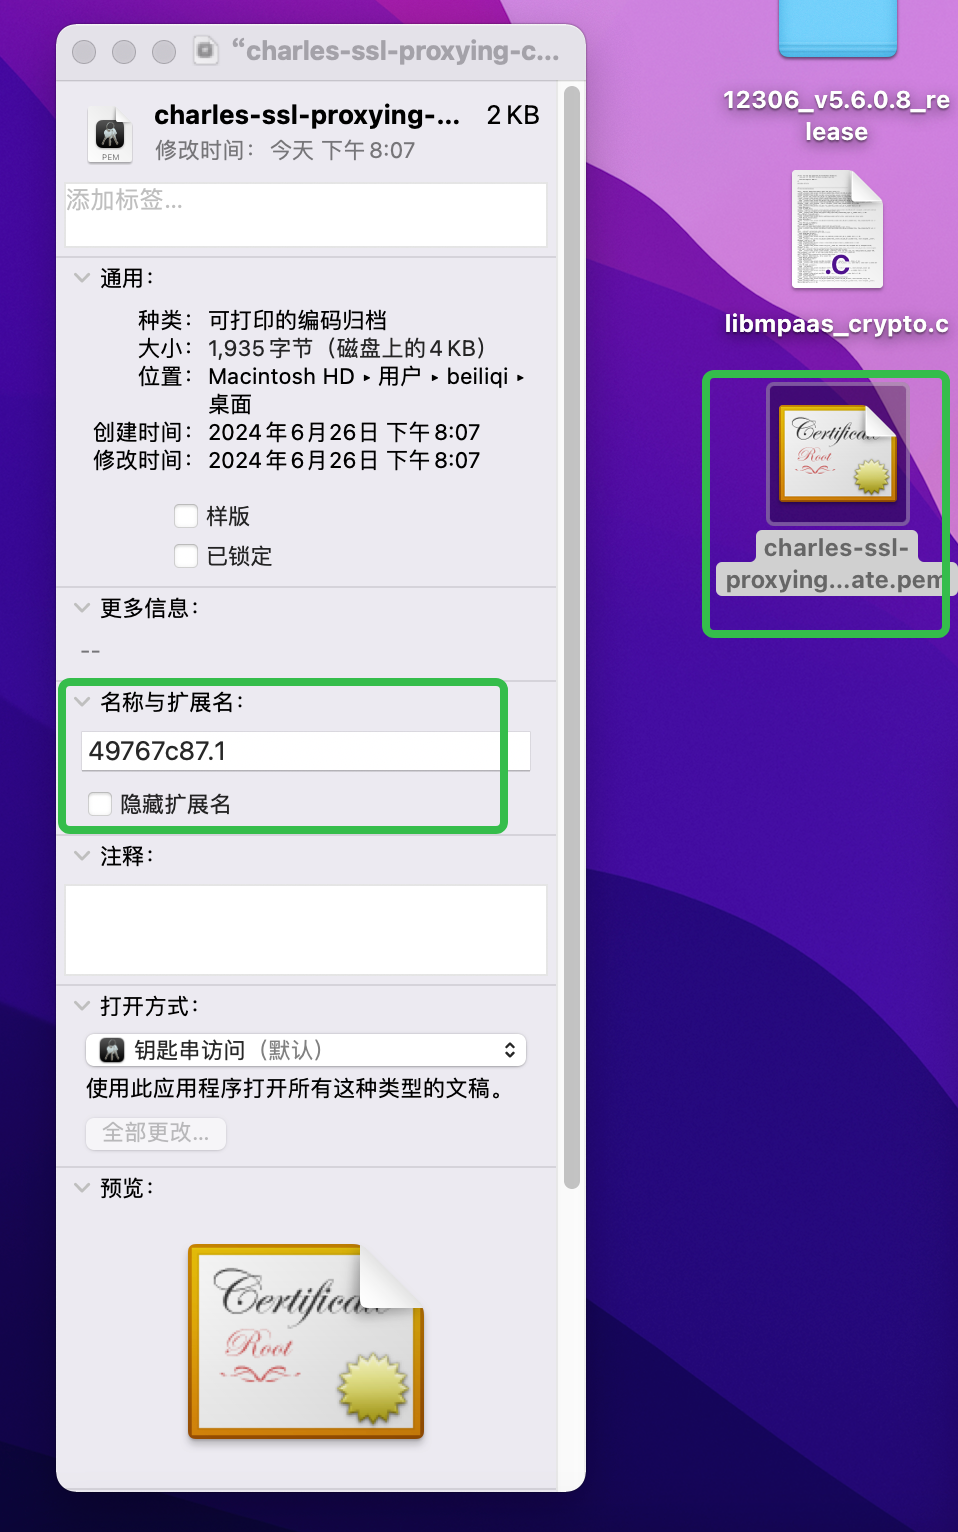 “charles-ssl-proxying-c...
charles-ssl-proxying-... 2 KB
修改时间：今天 下午8:07
PEM
添加标签...
通用：
种类：可打印的编码归档
大小：1,935 字节（磁盘上的4 KB）
位置：Macintosh HD ▸ 用户 ▸ beiliqi ▸
桌面
创建时间：2024年6月26日 下午8:07
修改时间：2024年6月26日 下午8:07
样版
已锁定
更多信息：
--
名称与扩展名：
49767c87.1
隐藏扩展名
注释：
打开方式：
钥匙串访问（默认）
使用此应用程序打开所有这种类型的文稿。
全部更改...
预览：
Certificate
Root
12306_v5.6.0.8_re
lease
.C
libmpaas_crypto.c
Certificate
Root
charles-ssl-
proxying...ate.pem